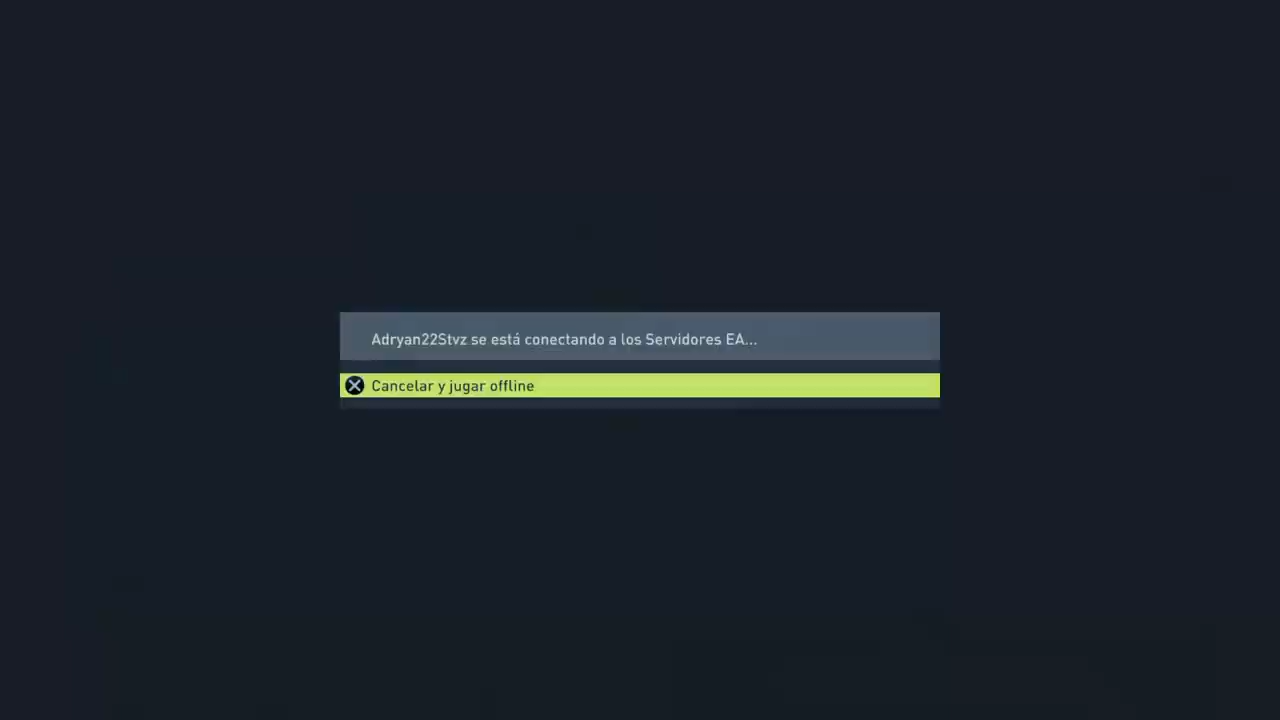 Adryan22Stvz se está conectando a los Servidores EA...
Cancelar y jugar offline